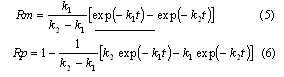 Rm = k₁/(k₂ − k₁) [exp(−k₁t) − exp(−k₂t)] (5)
Rp = 1 − 1/(k₂ − k₁) [k₂ exp(−k₁t) − k₁ exp(−k₂t)] (6)